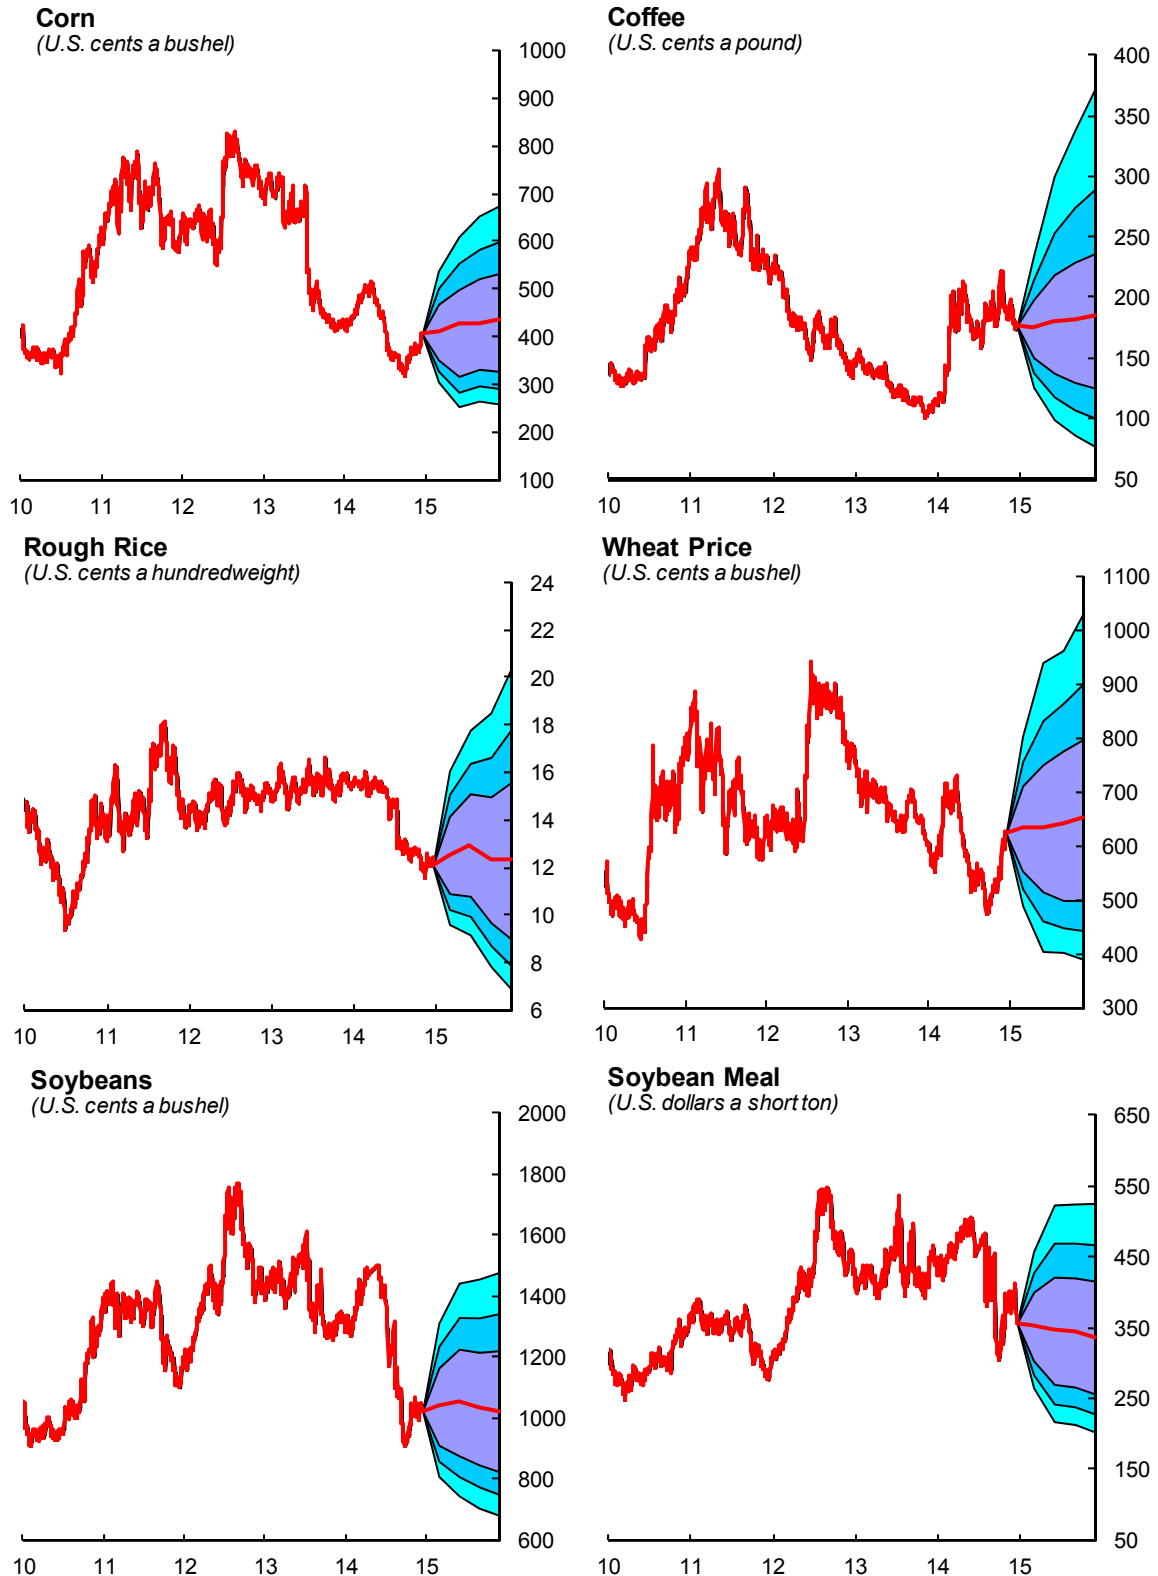 Corn
(U.S. cents a bushel)
1000
900
800
700
600
500
400
300
200
100
10 11 12 13 14 15
Coffee
(U.S. cents a pound)
400
350
300
250
200
150
100
50
10 11 12 13 14 15
Rough Rice
(U.S. cents a hundredweight)
24
22
20
18
16
14
12
10
8
6
10 11 12 13 14 15
Wheat Price
(U.S. cents a bushel)
1100
1000
900
800
700
600
500
400
300
10 11 12 13 14 15
Soybeans
(U.S. cents a bushel)
2000
1800
1600
1400
1200
1000
800
600
10 11 12 13 14 15
Soybean Meal
(U.S. dollars a short ton)
650
550
450
350
250
150
50
10 11 12 13 14 15